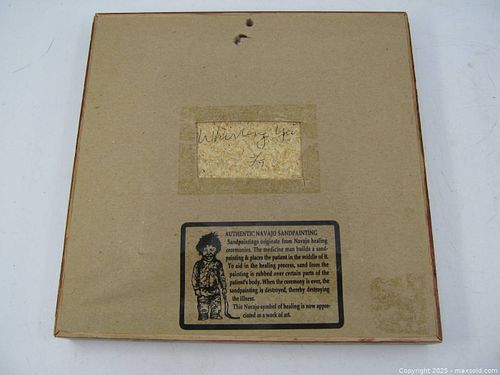 Whirling Yei
AUTHENTIC NAVAJO SANDPAINTING
Sandpaintings originate from Navajo healing
ceremonies. The medicine man builds a sand-
painting & places the patient in the middle of it.
To aid in the healing process, sand from the
painting is rubbed over certain parts of the
patient's body. When the ceremony is over, the
sandpainting is destroyed, thereby destroying
the illness.
This Navajo symbol of healing is now appre-
ciated as a work of art.
Copyright 2025 - maxsold.com